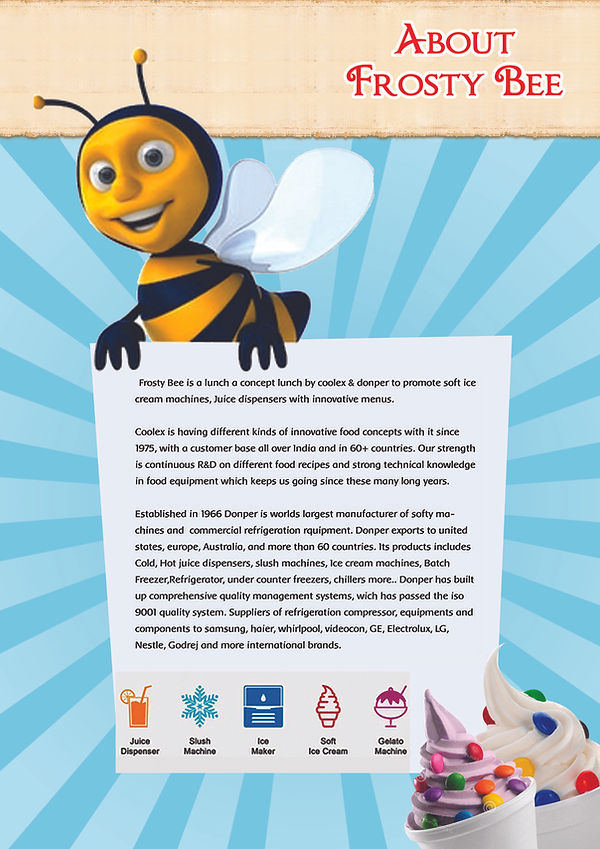 About
Frosty Bee
Frosty Bee is a lunch a concept lunch by coolex & donper to promote soft ice
cream machines, Juice dispensers with innovative menus.
Coolex is having different kinds of innovative food concepts with it since
1975, with a customer base all over India and in 60+ countries. Our strength
is continuous R&D on different food recipes and strong technical knowledge
in food equipment which keeps us going since these many long years.
Established in 1966 Donper is worlds largest manufacturer of softy ma-
chines and commercial refrigeration rquipment. Donper exports to united
states, europe, Australia, and more than 60 countries. Its products includes
Cold, Hot juice dispensers, slush machines, Ice cream machines, Batch
Freezer,Refrigerator, under counter freezers, chillers more.. Donper has built
up comprehensive quality management systems, wich has passed the iso
9001 quality system. Suppliers of refrigeration compressor, equipments and
components to samsung, haier, whirlpool, videocon, GE, Electrolux, LG,
Nestle, Godrej and more international brands.
Juice Dispenser
Slush Machine
Ice Maker
Soft Ice Cream
Gelato Machine